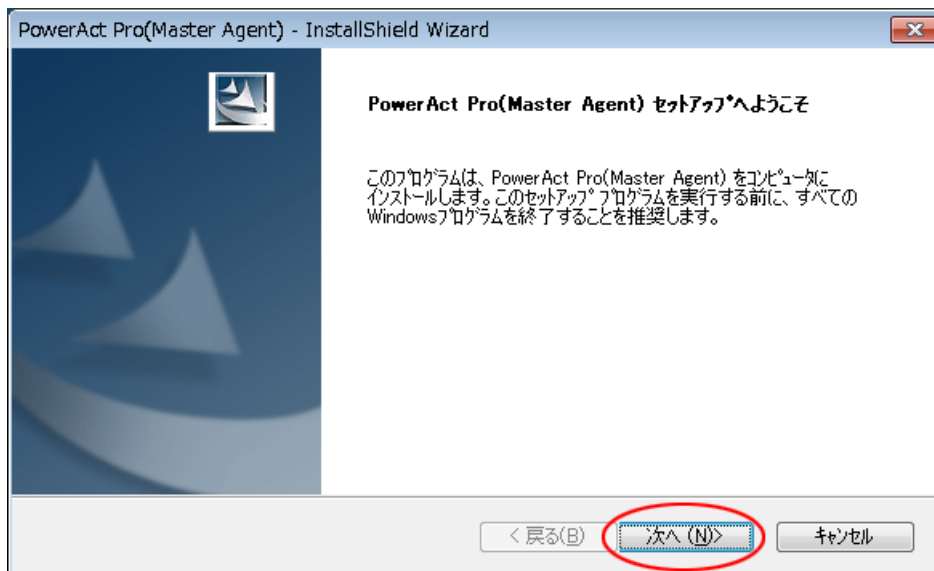 PowerAct Pro(Master Agent) - InstallShield Wizard
PowerAct Pro(Master Agent) ｾｯﾄｱｯﾌﾟへようこそ
このﾌﾟﾛｸﾞﾗﾑは、PowerAct Pro(Master Agent) をｺﾝﾋﾟｭｰﾀに
ｲﾝｽﾄｰﾙします。このｾｯﾄｱｯﾌﾟ ﾌﾟﾛｸﾞﾗﾑを実行する前に、すべての
Windowsﾌﾟﾛｸﾞﾗﾑを終了することを推奨します。
< 戻る(B)
次へ (N)>
ｷｬﾝｾﾙ